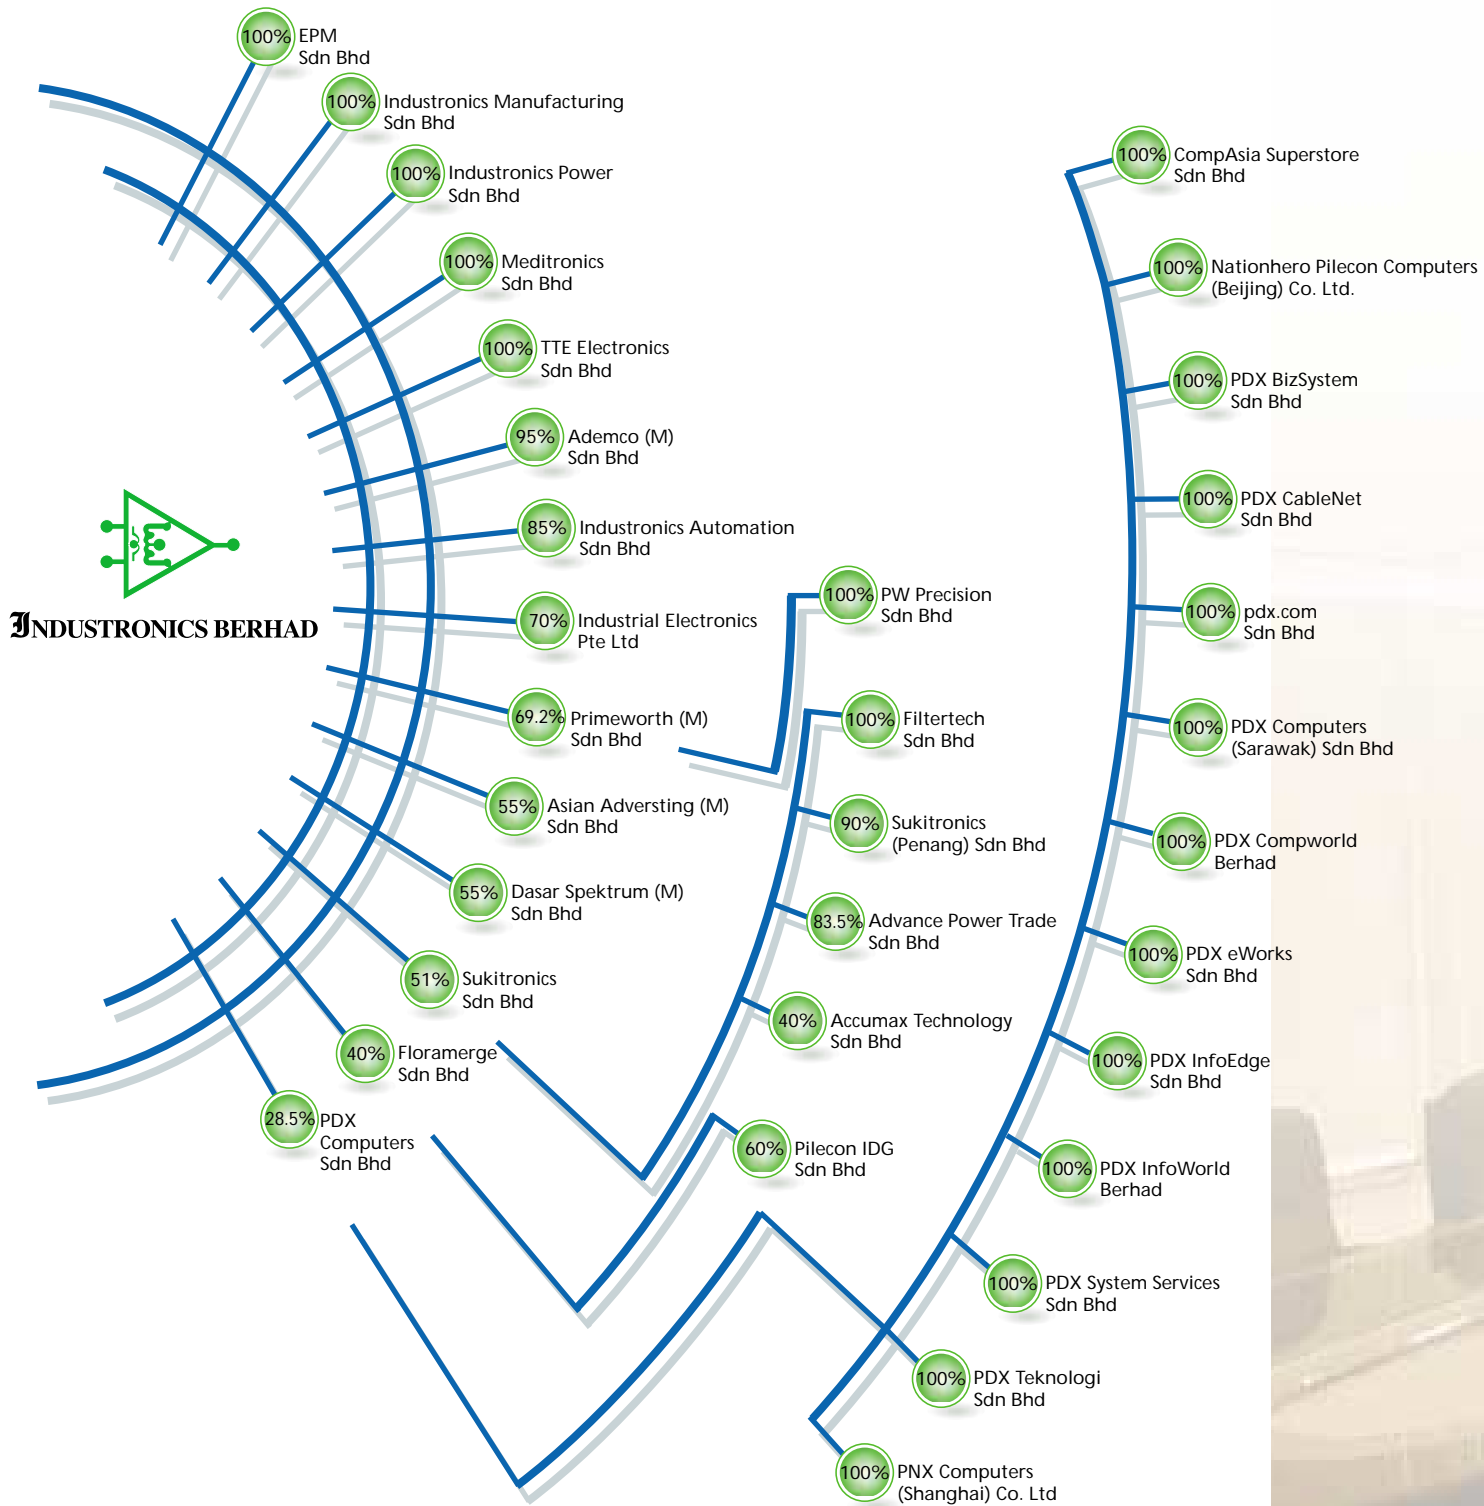 100% EPM
Sdn Bhd
100% Industronics Manufacturing
Sdn Bhd
100% Industronics Power
Sdn Bhd
100% Meditronics
Sdn Bhd
100% TTE Electronics
Sdn Bhd
95% Ademco (M)
Sdn Bhd
85% Industronics Automation
Sdn Bhd
70% Industrial Electronics
Pte Ltd
69.2% Primeworth (M)
Sdn Bhd
55% Asian Adversting (M)
Sdn Bhd
55% Dasar Spektrum (M)
Sdn Bhd
51% Sukitronics
Sdn Bhd
40% Floramerge
Sdn Bhd
28.5% PDX
Computers
Sdn Bhd
INDUSTRONICS BERHAD
100% PW Precision
Sdn Bhd
100% Filtertech
Sdn Bhd
90% Sukitronics
(Penang) Sdn Bhd
83.5% Advance Power Trade
Sdn Bhd
40% Accumax Technology
Sdn Bhd
60% Pilecon IDG
Sdn Bhd
100% CompAsia Superstore
Sdn Bhd
100% Nationhero Pilecon Computers
(Beijing) Co. Ltd.
100% PDX BizSystem
Sdn Bhd
100% PDX CableNet
Sdn Bhd
100% pdx.com
Sdn Bhd
100% PDX Computers
(Sarawak) Sdn Bhd
100% PDX Compworld
Berhad
100% PDX eWorks
Sdn Bhd
100% PDX InfoEdge
Sdn Bhd
100% PDX InfoWorld
Berhad
100% PDX System Services
Sdn Bhd
100% PDX Teknologi
Sdn Bhd
100% PNX Computers
(Shanghai) Co. Ltd